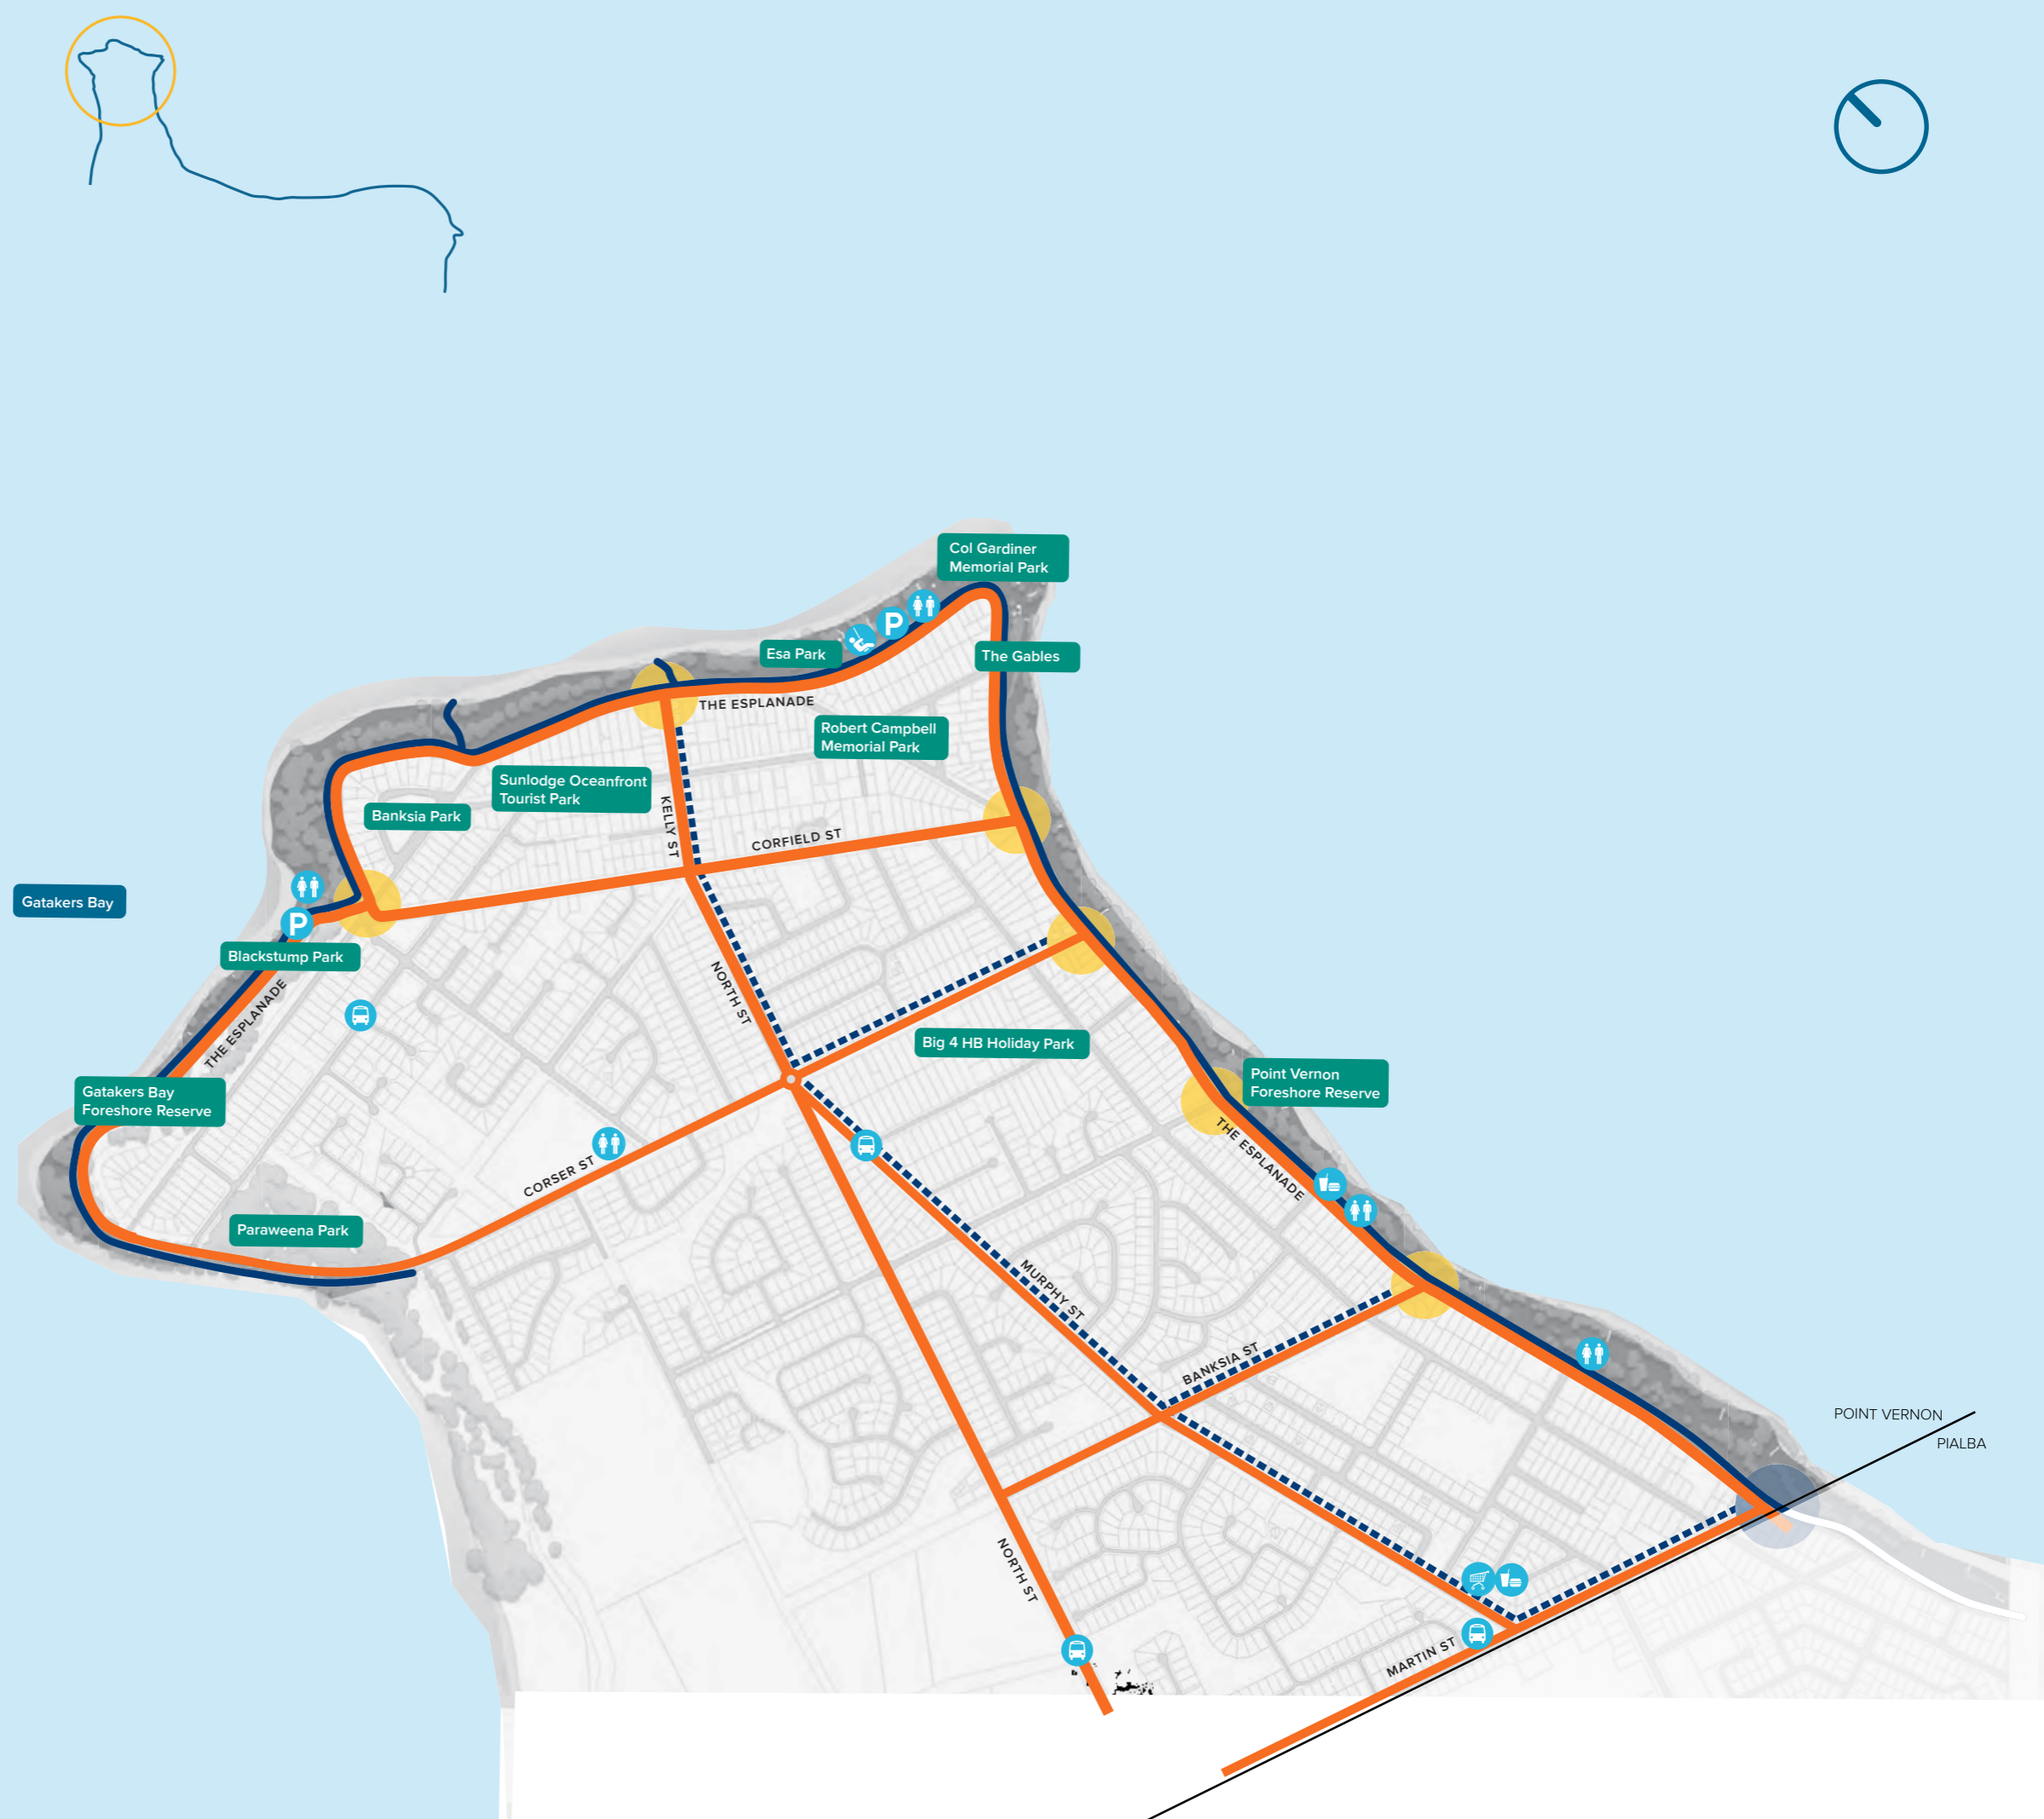 Col Gardiner
Memorial Park
Esa Park
The Gables
THE ESPLANADE
Robert Campbell
Memorial Park
Sunlodge Oceanfront
Tourist Park
Banksia Park
KELLY ST
CORFIELD ST
Gatakers Bay
Blackstump Park
THE ESPLANADE
NORTH ST
Big 4 HB Holiday Park
Gatakers Bay
Foreshore Reserve
Point Vernon
Foreshore Reserve
THE ESPLANADE
CORSER ST
Paraweena Park
MURPHY ST
BANKSIA ST
POINT VERNON
PIALBA
NORTH ST
MARTIN ST
P
P